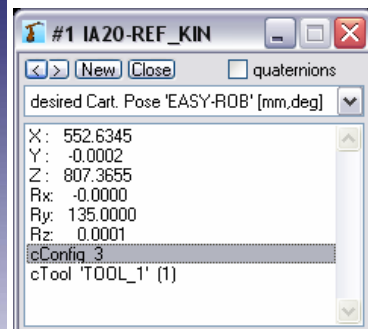 #1 IA20-REF_KIN
< > New Close quaternions
desired Cart. Pose 'EASY-ROB' [mm,deg]
X: 552.6345
Y: -0.0002
Z: 807.3655
Rx: -0.0000
Ry: 135.0000
Rz: 0.0001
cConfig 3
cTool 'TOOL_1' (1)